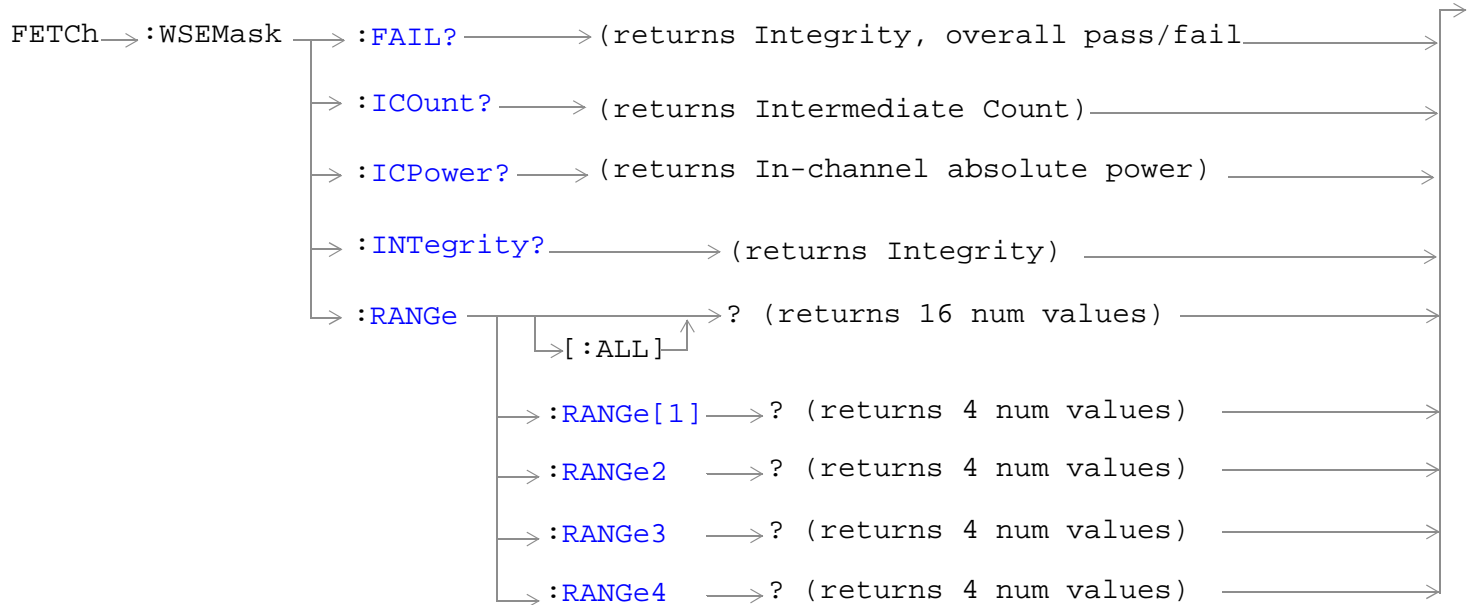 FETCh :WSEMask :FAIL? (returns Integrity, overall pass/fail
:ICOunt? (returns Intermediate Count)
:ICPower? (returns In-channel absolute power)
:INTegrity? (returns Integrity)
:RANGe ? (returns 16 num values)
[:ALL]
:RANGe[1] ? (returns 4 num values)
:RANGe2 ? (returns 4 num values)
:RANGe3 ? (returns 4 num values)
:RANGe4 ? (returns 4 num values)